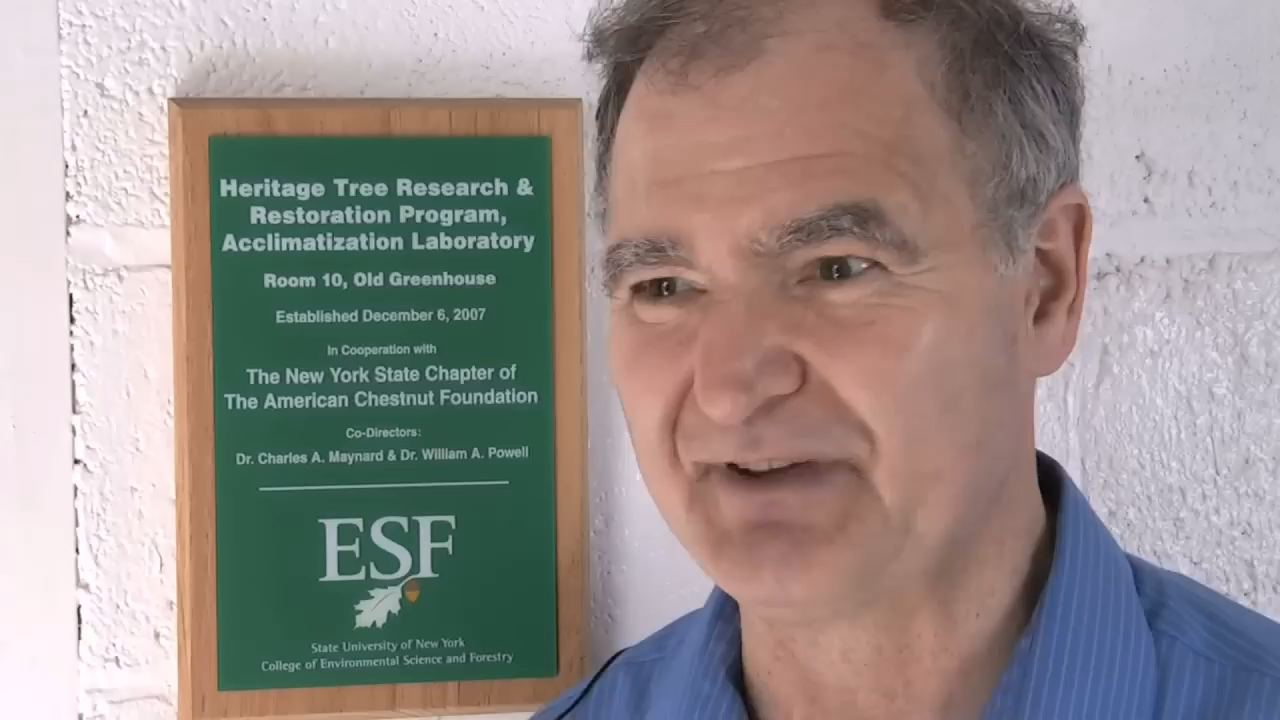 Heritage Tree Research &
Restoration Program,
Acclimatization Laboratory
Room 10, Old Greenhouse
Established December 6, 2007
In Cooperation with
The New York State Chapter of
The American Chestnut Foundation
Co-Directors:
Dr. Charles A. Maynard & Dr. William A. Powell
ESF
State University of New York
College of Environmental Science and Forestry